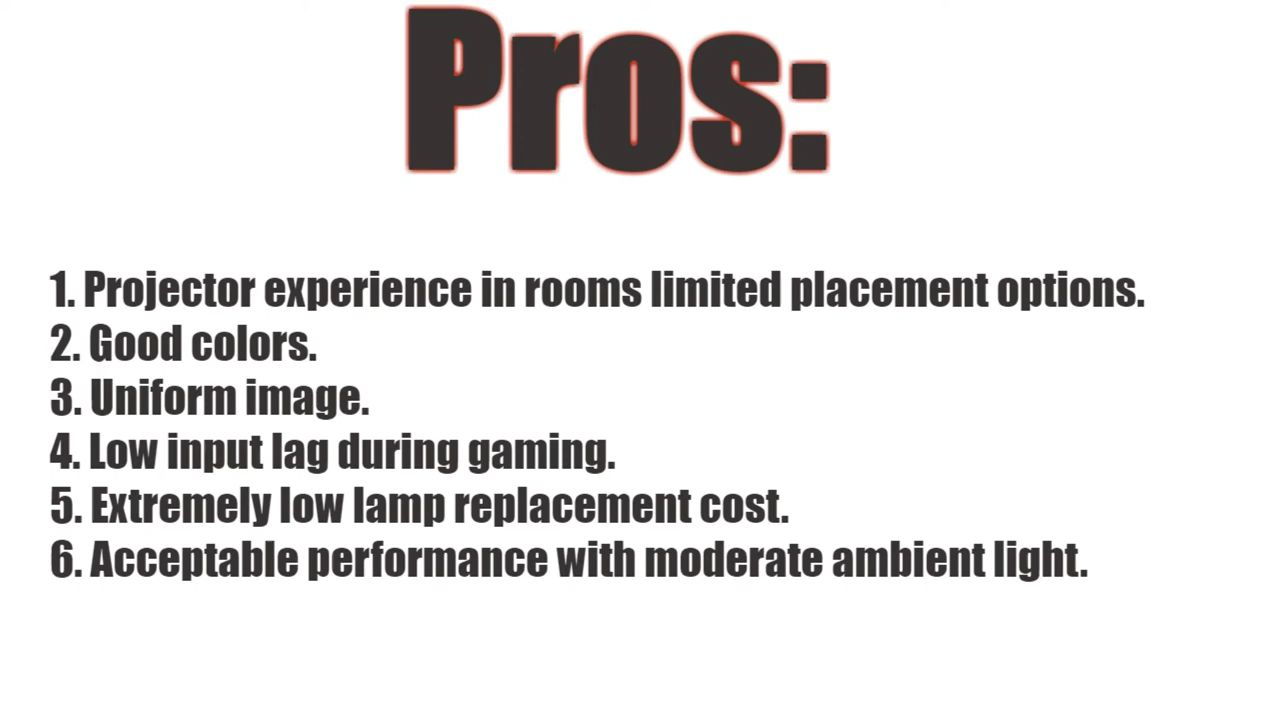 Pros:
1. Projector experience in rooms limited placement options.
2. Good colors.
3. Uniform image.
4. Low input lag during gaming.
5. Extremely low lamp replacement cost.
6. Acceptable performance with moderate ambient light.